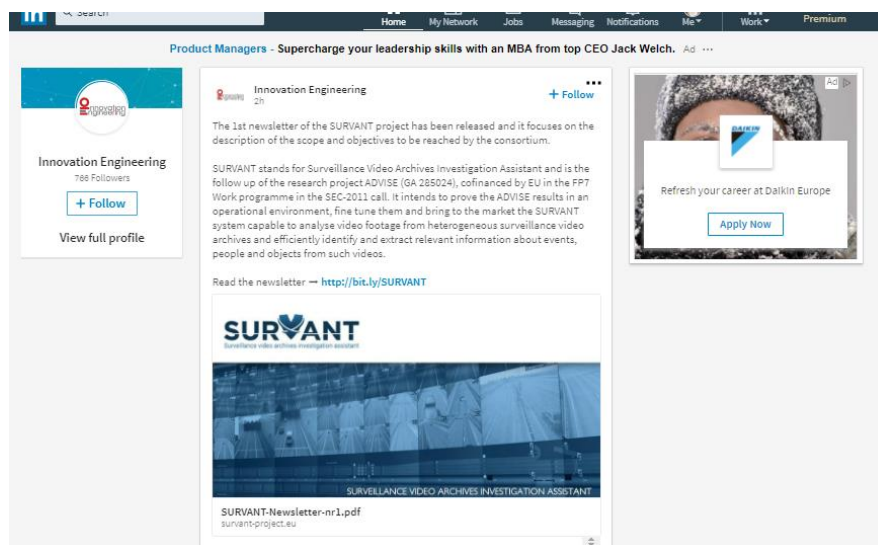 in Search
Home My Network Jobs Messaging Notifications Me Work Premium
Product Managers - Supercharge your leadership skills with an MBA from top CEO Jack Welch. Ad ...
Innovation
Engineering
Innovation Engineering
766 Followers
+ Follow
View full profile
Innovation Engineering
2h
+ Follow
The 1st newsletter of the SURVANT project has been released and it focuses on the
description of the scope and objectives to be reached by the consortium.
SURVANT stands for Surveillance Video Archives Investigation Assistant and is the
follow up of the research project ADVISE (GA 285024), cofinanced by EU in the FP7
Work programme in the SEC-2011 call. It intends to prove the ADVISE results in an
operational environment, fine tune them and bring to the market the SURVANT
system capable to analyse video footage from heterogeneous surveillance video
archives and efficiently identify and extract relevant information about events,
people and objects from such videos.
Read the newsletter → http://bit.ly/SURVANT
SURVANT
Surveillance video archives investigation assistant
SURVEILLANCE VIDEO ARCHIVES INVESTIGATION ASSISTANT
SURVANT-Newsletter-nr1.pdf
survant-project.eu
Ad
DAIKIN
Refresh your career at Daikin Europe
Apply Now